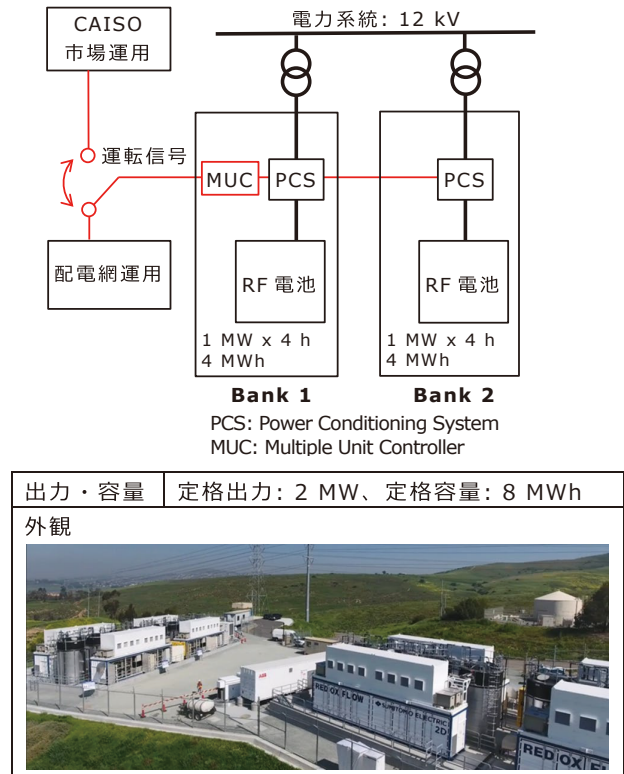 CAISO
市場運用
電力系統: 12 kV
運転信号
MUC
PCS
PCS
配電網運用
RF 電池
RF 電池
1 MW x 4 h
4 MWh
1 MW x 4 h
4 MWh
Bank 1
Bank 2
PCS: Power Conditioning System
MUC: Multiple Unit Controller
出力・容量
定格出力: 2 MW、定格容量: 8 MWh
外観
ABB
REDOX FLOW
SUMITOMO ELECTRIC
2D
REDOX